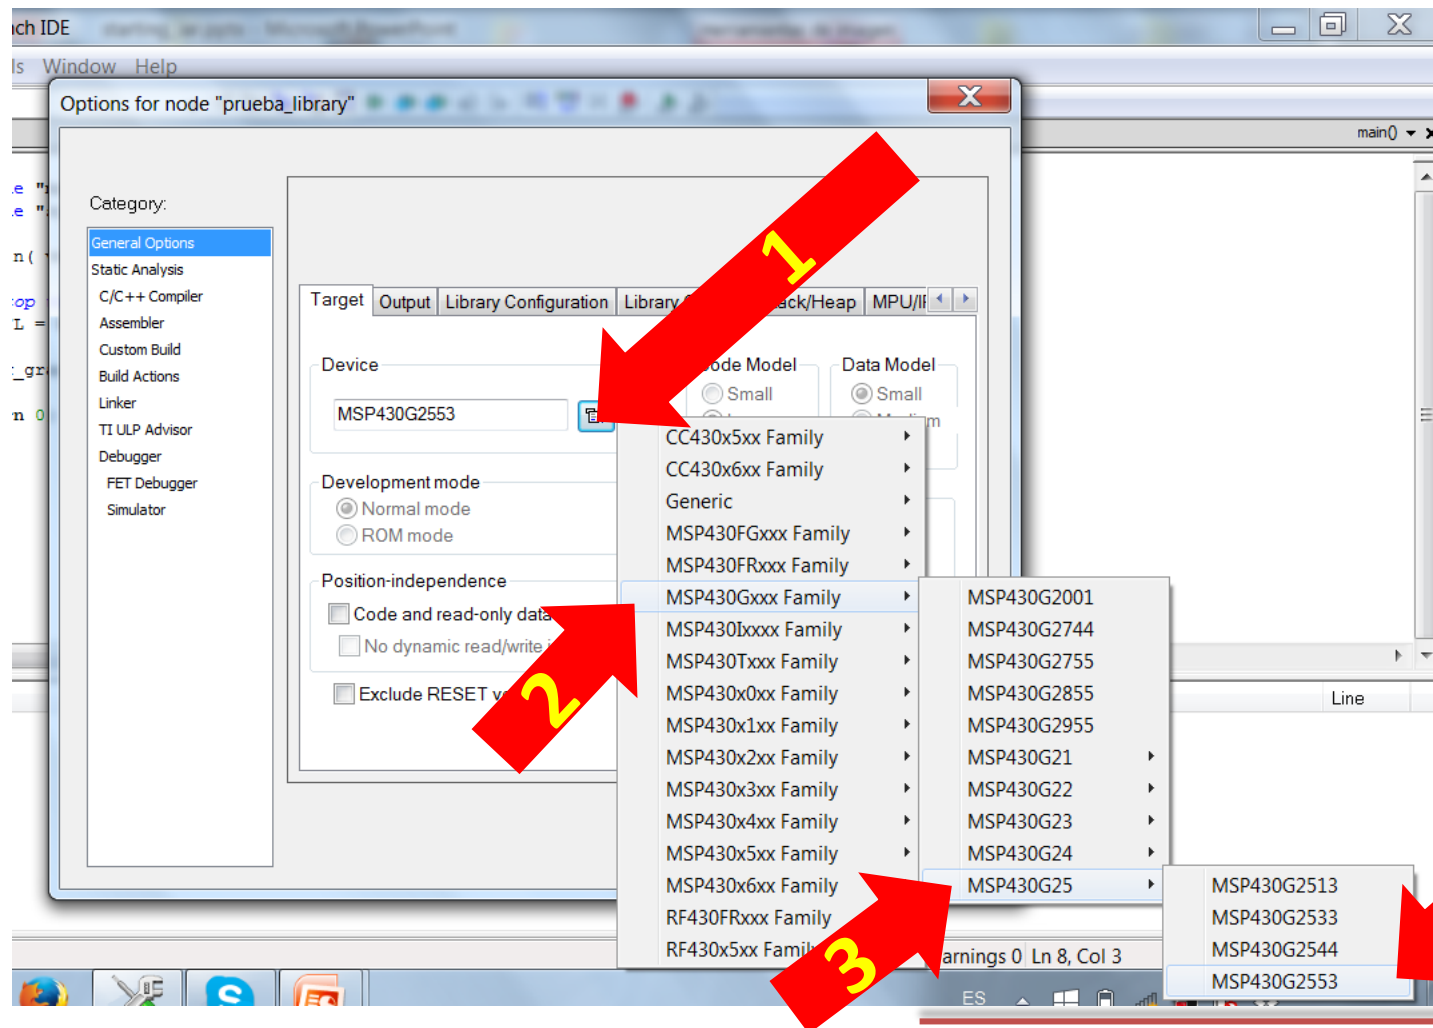 ch IDE
ls Window Help
Options for node "prueba_library"
main()
Category:
General Options
Static Analysis
C/C++ Compiler
Assembler
Custom Build
Build Actions
Linker
TI ULP Advisor
Debugger
FET Debugger
Simulator
Target Output Library Configuration Library ack/Heap MPU/I
Device
MSP430G2553
ode Model
Small
Data Model
Small
Development mode
Normal mode
ROM mode
Position-independence
Code and read-only data
No dynamic read/write
Exclude RESET
CC430x5xx Family
CC430x6xx Family
Generic
MSP430FGxxx Family
MSP430FRxxx Family
MSP430Gxxx Family
MSP430Ixxxx Family
MSP430Txxx Family
MSP430x0xx Family
MSP430x1xx Family
MSP430x2xx Family
MSP430x3xx Family
MSP430x4xx Family
MSP430x5xx Family
MSP430x6xx Family
RF430FRxxx Family
RF430x5xx Family
MSP430G2001
MSP430G2744
MSP430G2755
MSP430G2855
MSP430G2955
MSP430G21
MSP430G22
MSP430G23
MSP430G24
MSP430G25
MSP430G2513
MSP430G2533
MSP430G2544
MSP430G2553
1
2
3
Line
arnings 0 Ln 8, Col 3
ES